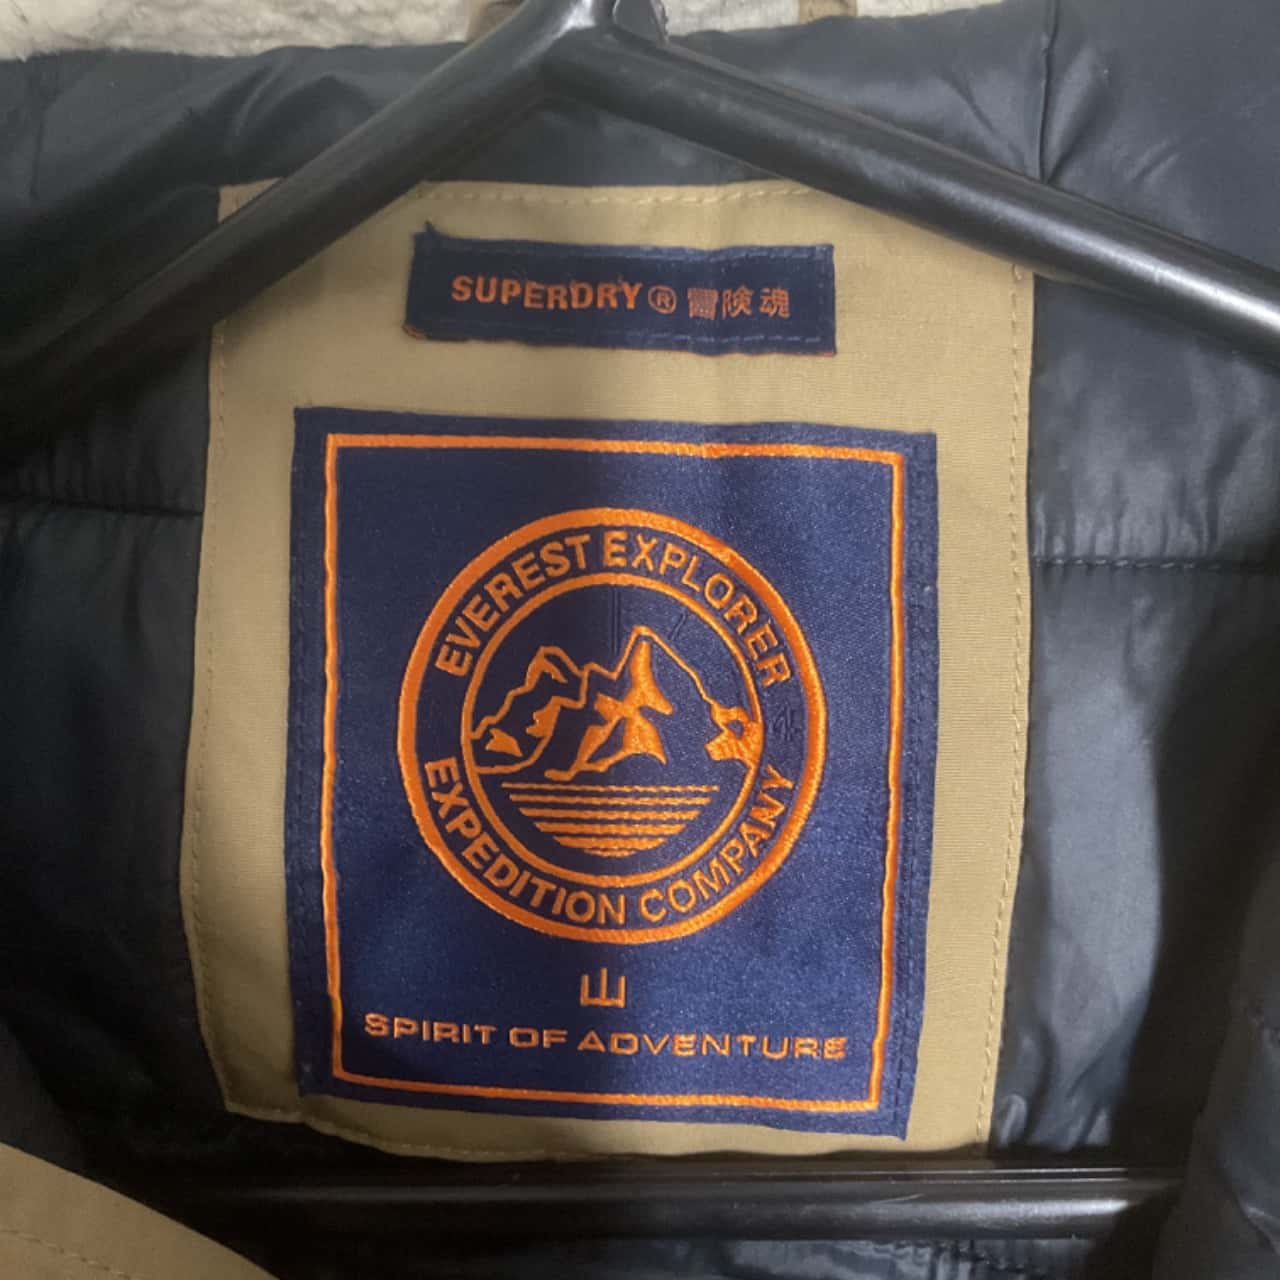 SUPERDRY® 冒険魂
EVEREST EXPLORER
EXPEDITION COMPANY
山
SPIRIT OF ADVENTURE